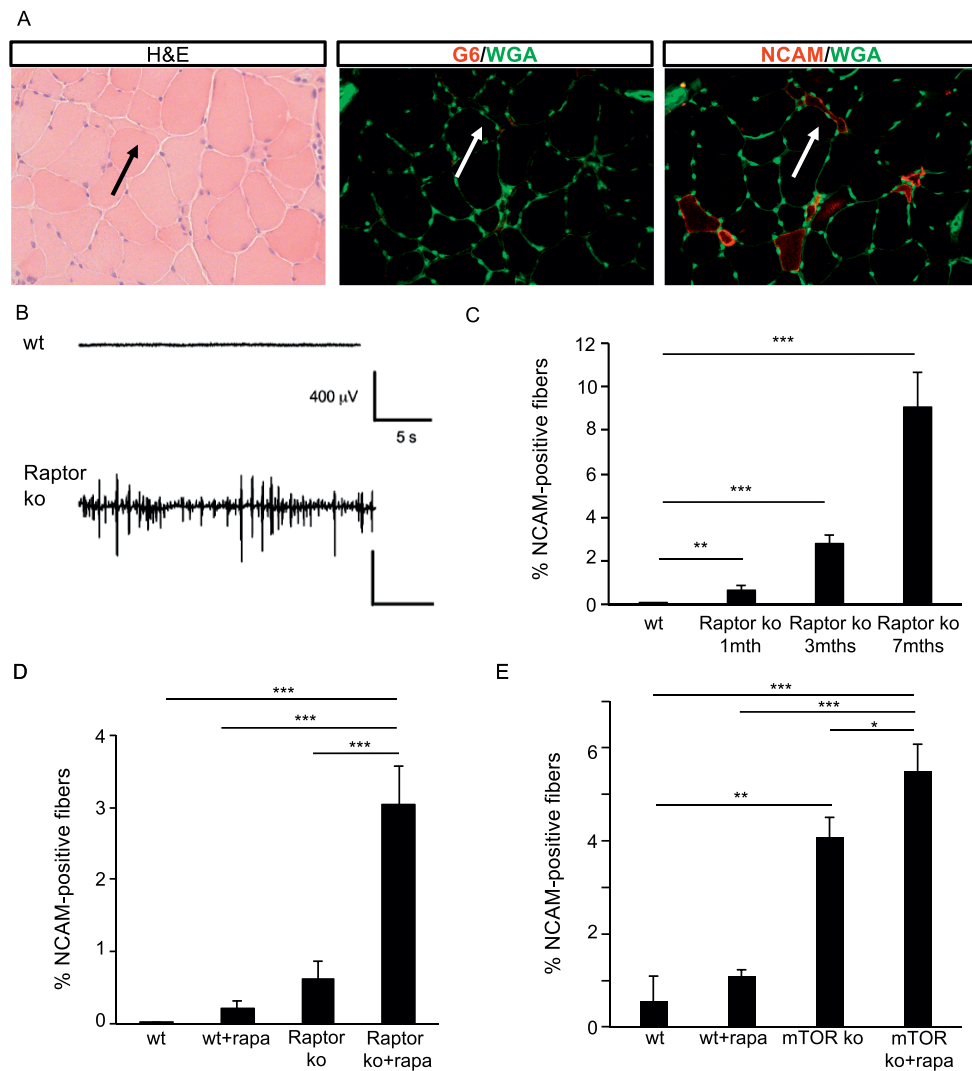 A
H&E
G6/WGA
NCAM/WGA
B
wt
400 µV
5 s
Raptor
ko
C
% NCAM-positive fibers
12
10
8
6
4
2
0
***
***
**
wt
Raptor ko
1mth
Raptor ko
3mths
Raptor ko
7mths
D
% NCAM-positive fibers
4
3
2
1
0
***
***
***
wt
wt+rapa
Raptor
ko
Raptor
ko+rapa
E
% NCAM-positive fibers
6
4
2
0
***
***
*
**
wt
wt+rapa
mTOR ko
mTOR
ko+rapa